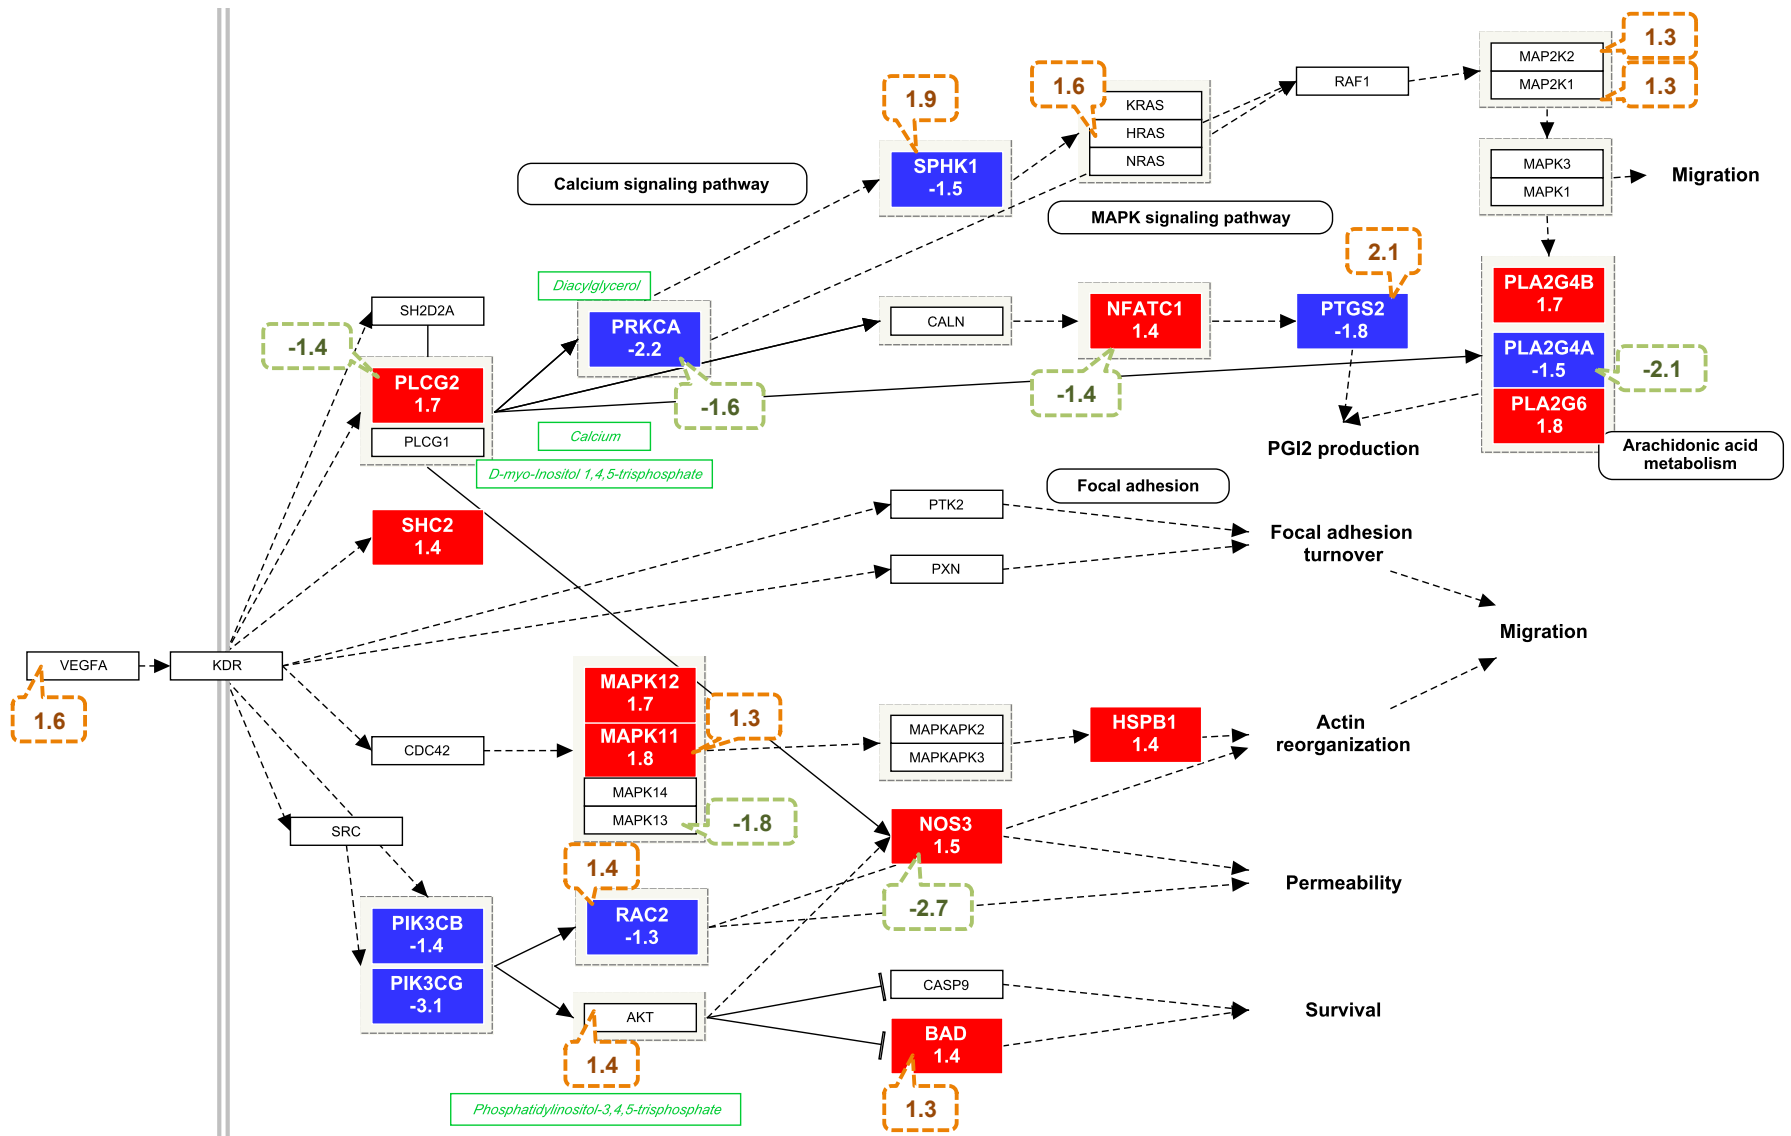 1.3
MAP2K2
1.3
MAP2K1
RAF1
1.6
KRAS
HRAS
NRAS
1.9
SPHK1
-1.5
Calcium signaling pathway
MAPK3
MAPK1
Migration
MAPK signaling pathway
2.1
Diacylglycerol
SH2D2A
-1.4
PLCG2
1.7
PLCG1
PRKCA
-2.2
-1.6
CALN
NFATC1
1.4
-1.4
PTGS2
-1.8
PLA2G4B
1.7
PLA2G4A
-1.5
-2.1
PLA2G6
1.8
Calcium
D-myo-Inositol 1,4,5-trisphosphate
PGI2 production
Arachidonic acid
metabolism
Focal adhesion
PTK2
SHC2
1.4
PXN
Focal adhesion
turnover
Migration
VEGFA
KDR
1.6
MAPK12
1.7
1.3
MAPK11
1.8
MAPK14
MAPK13
-1.8
CDC42
MAPKAPK2
MAPKAPK3
HSPB1
1.4
Actin
reorganization
SRC
NOS3
1.5
-2.7
1.4
RAC2
-1.3
Permeability
PIK3CB
-1.4
PIK3CG
-3.1
AKT
1.4
CASP9
BAD
1.4
1.3
Survival
Phosphatidylinositol-3,4,5-trisphosphate